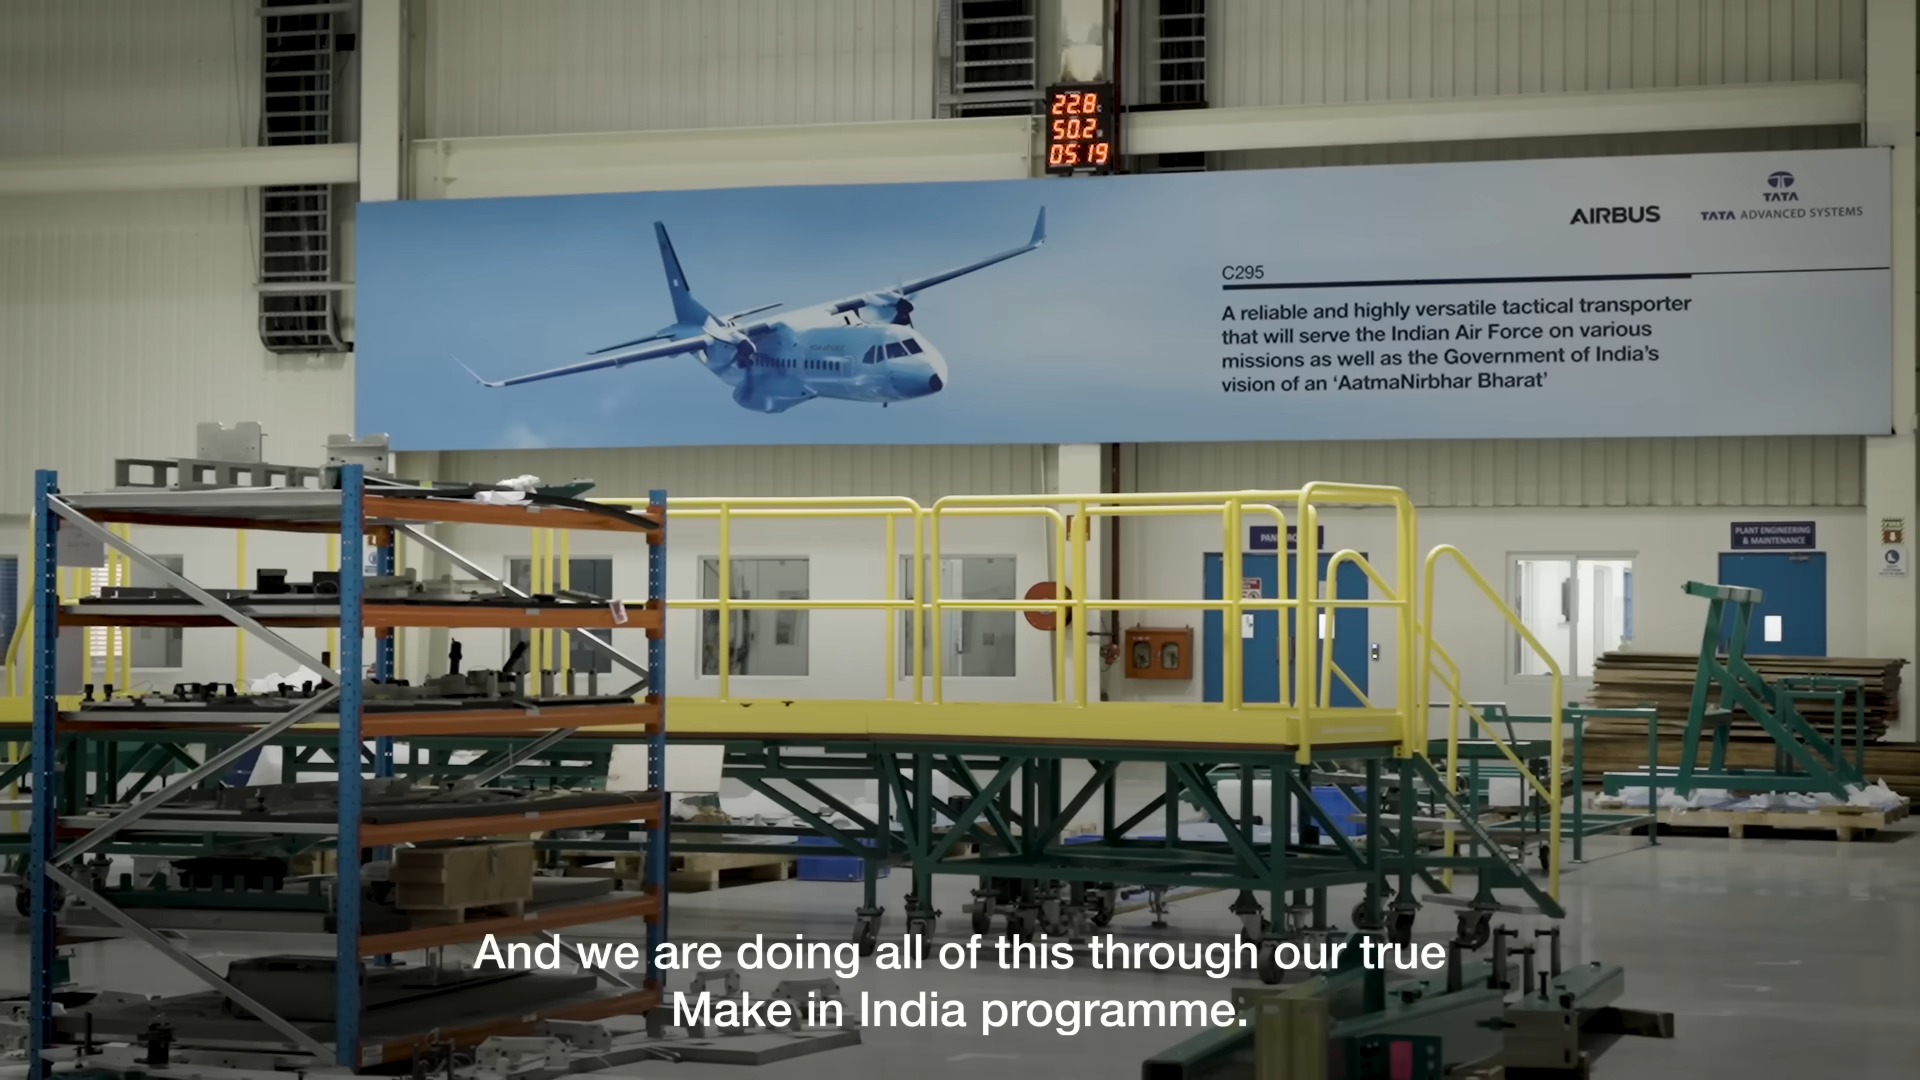 22.8
50.2
05:19
AIRBUS
TATA
TATA ADVANCED SYSTEMS
C295
A reliable and highly versatile tactical transporter
that will serve the Indian Air Force on various
missions as well as the Government of India's
vision of an 'AatmaNirbhar Bharat'
PLANT ENGINEERING
& MAINTENANCE
And we are doing all of this through our true
Make in India programme.